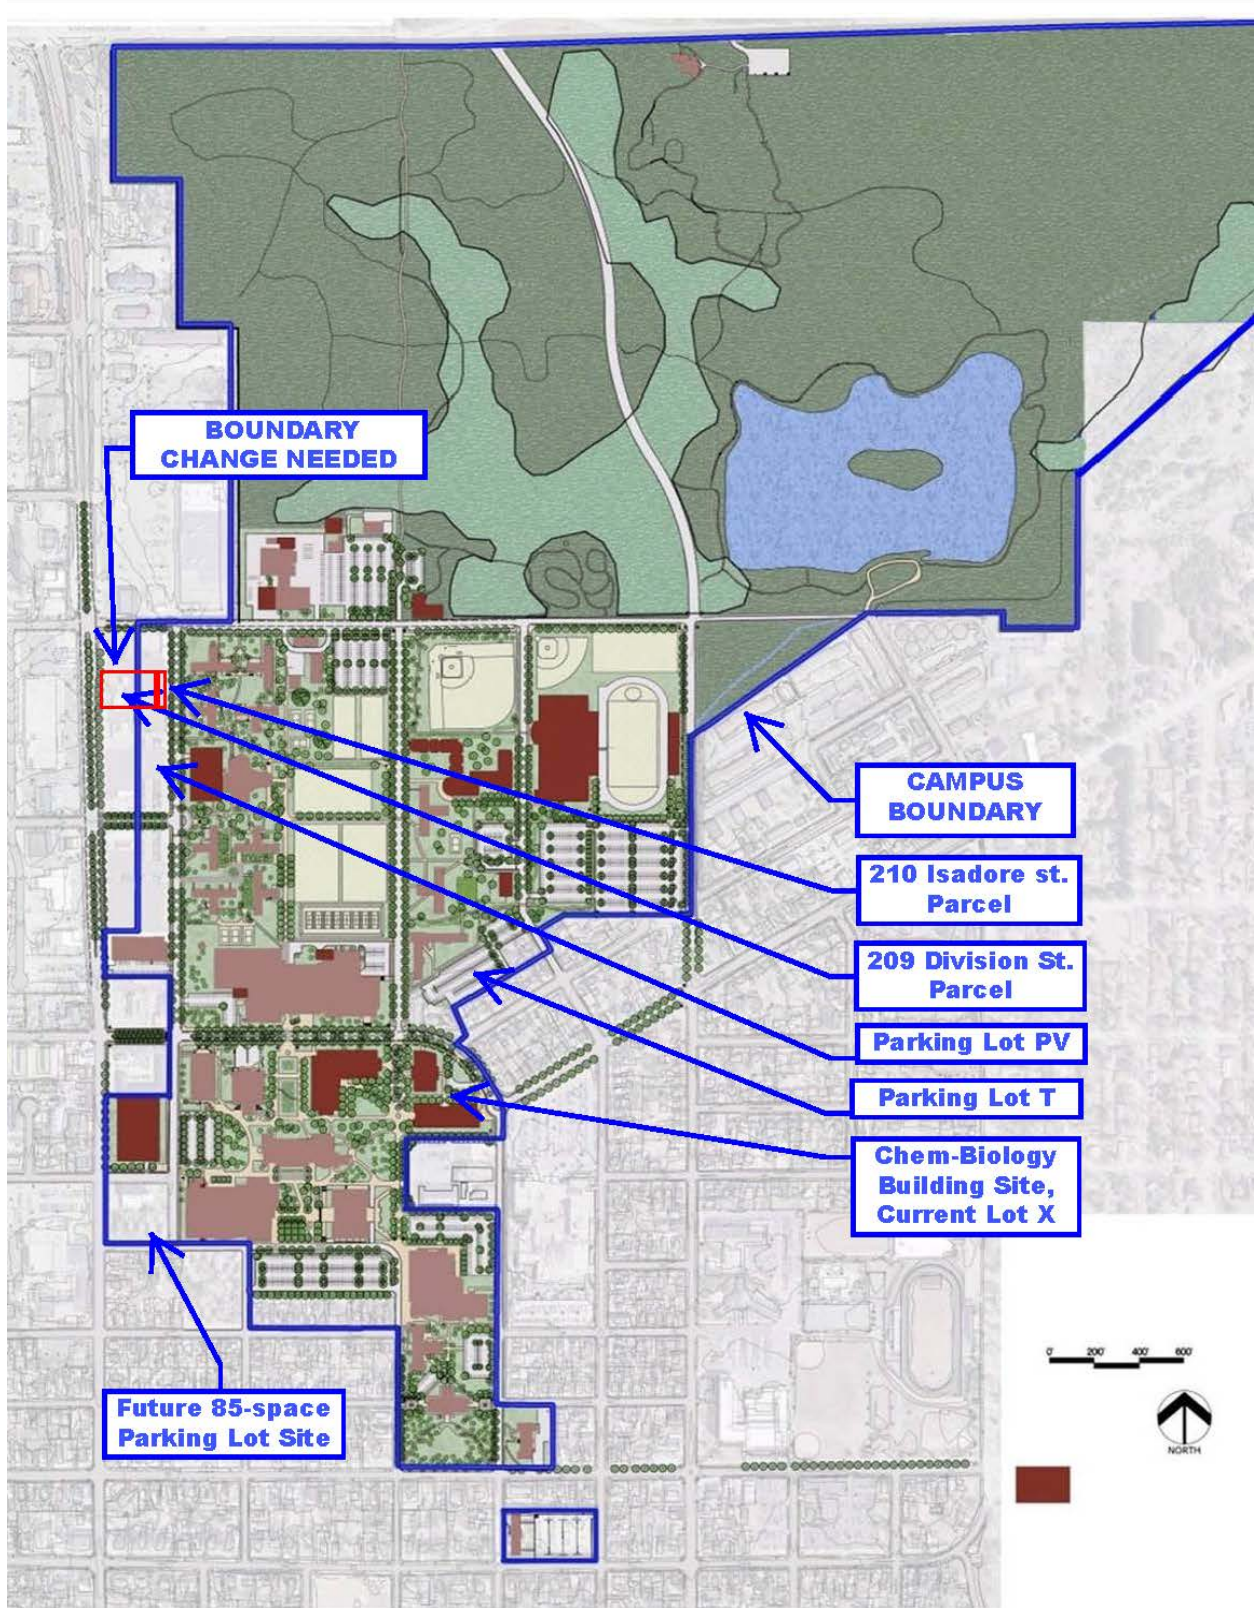 BOUNDARY
CHANGE NEEDED
CAMPUS
BOUNDARY
210 Isadore st.
Parcel
209 Division St.
Parcel
Parking Lot PV
Parking Lot T
Chem-Biology
Building Site,
Current Lot X
Future 85-space
Parking Lot Site
0' 200' 400' 600'
NORTH